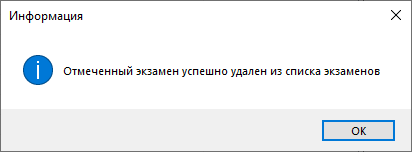 Информация
Отмеченный экзамен успешно удален из списка экзаменов
OK